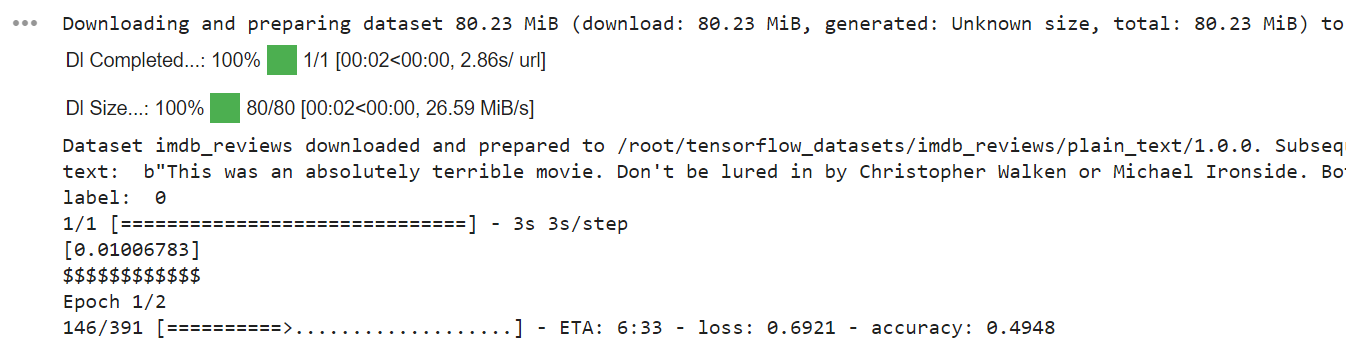 Downloading and preparing dataset 80.23 MiB (download: 80.23 MiB, generated: Unknown size, total: 80.23 MiB) to
Dl Completed...: 100% 1/1 [00:02<00:00, 2.86s/ url]
Dl Size...: 100% 80/80 [00:02<00:00, 26.59 MiB/s]
Dataset imdb_reviews downloaded and prepared to /root/tensorflow_datasets/imdb_reviews/plain_text/1.0.0. Subseq
text:  b"This was an absolutely terrible movie. Don't be lured in by Christopher Walken or Michael Ironside. Bot
label:  0
1/1 [==============================] - 3s 3s/step
[0.01006783]
$$$$$$$$$$$$
Epoch 1/2
146/391 [==========>...................] - ETA: 6:33 - loss: 0.6921 - accuracy: 0.4948